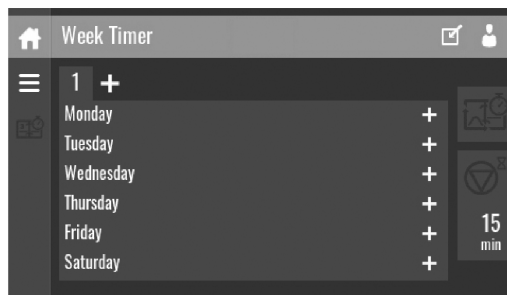 Week Timer
1 +
Monday +
Tuesday +
Wednesday +
Thursday +
Friday +
Saturday +
15
min